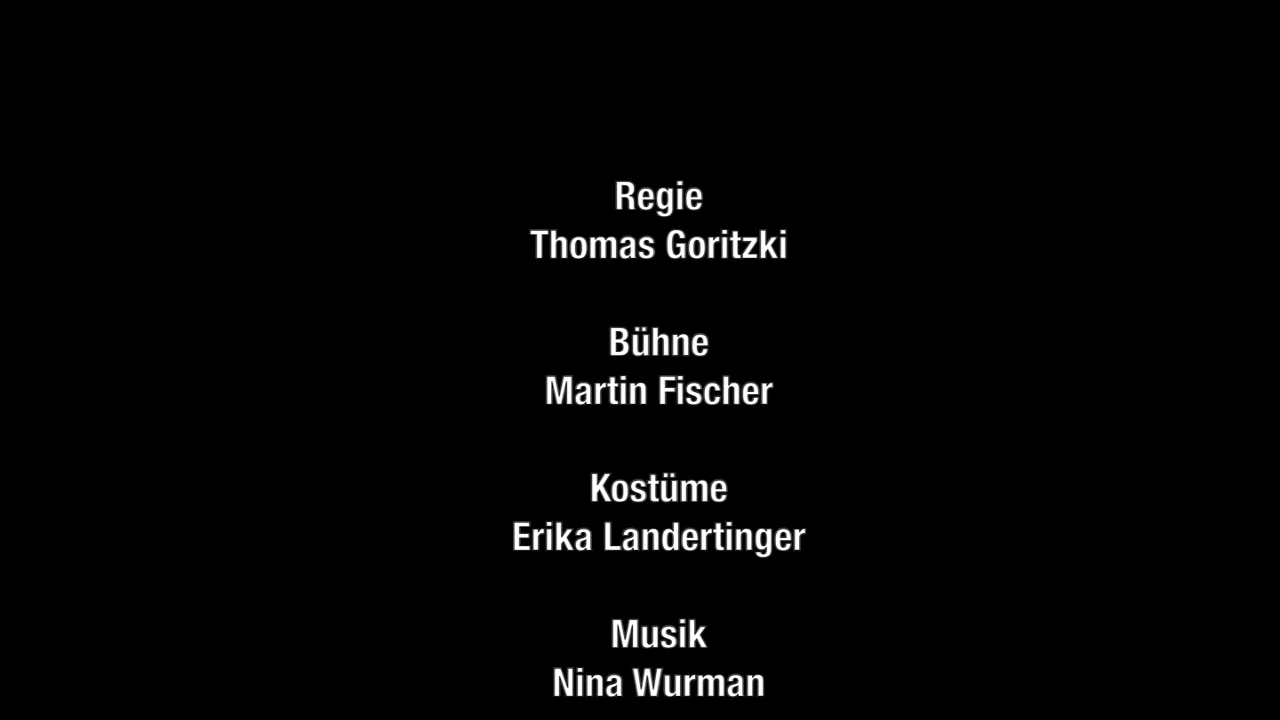 Regie
Thomas Goritzki
Bühne
Martin Fischer
Kostüme
Erika Landertinger
Musik
Nina Wurman